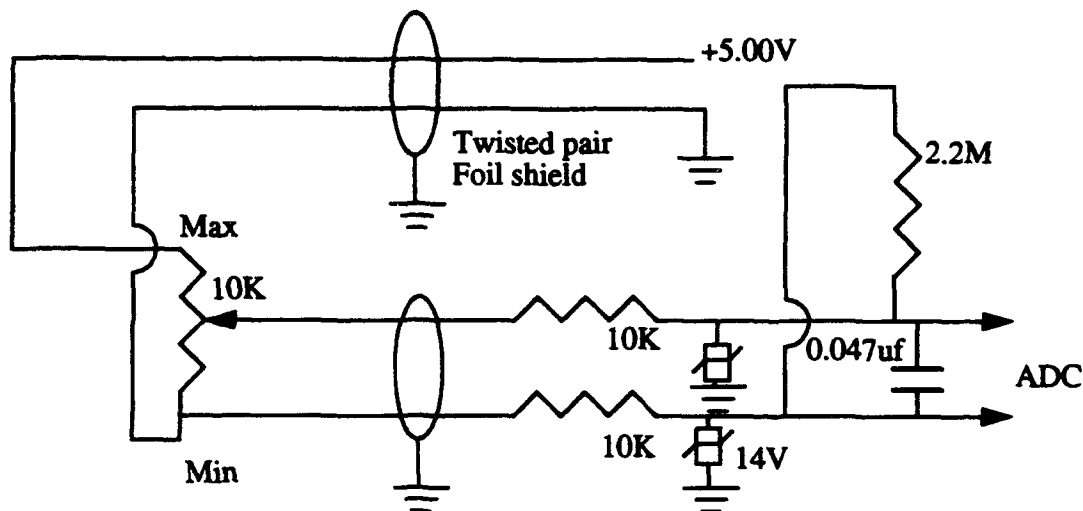 +5.00V
Twisted pair
Foil shield
2.2M
Max
10K
10K
0.047uf
ADC
10K
14V
Min